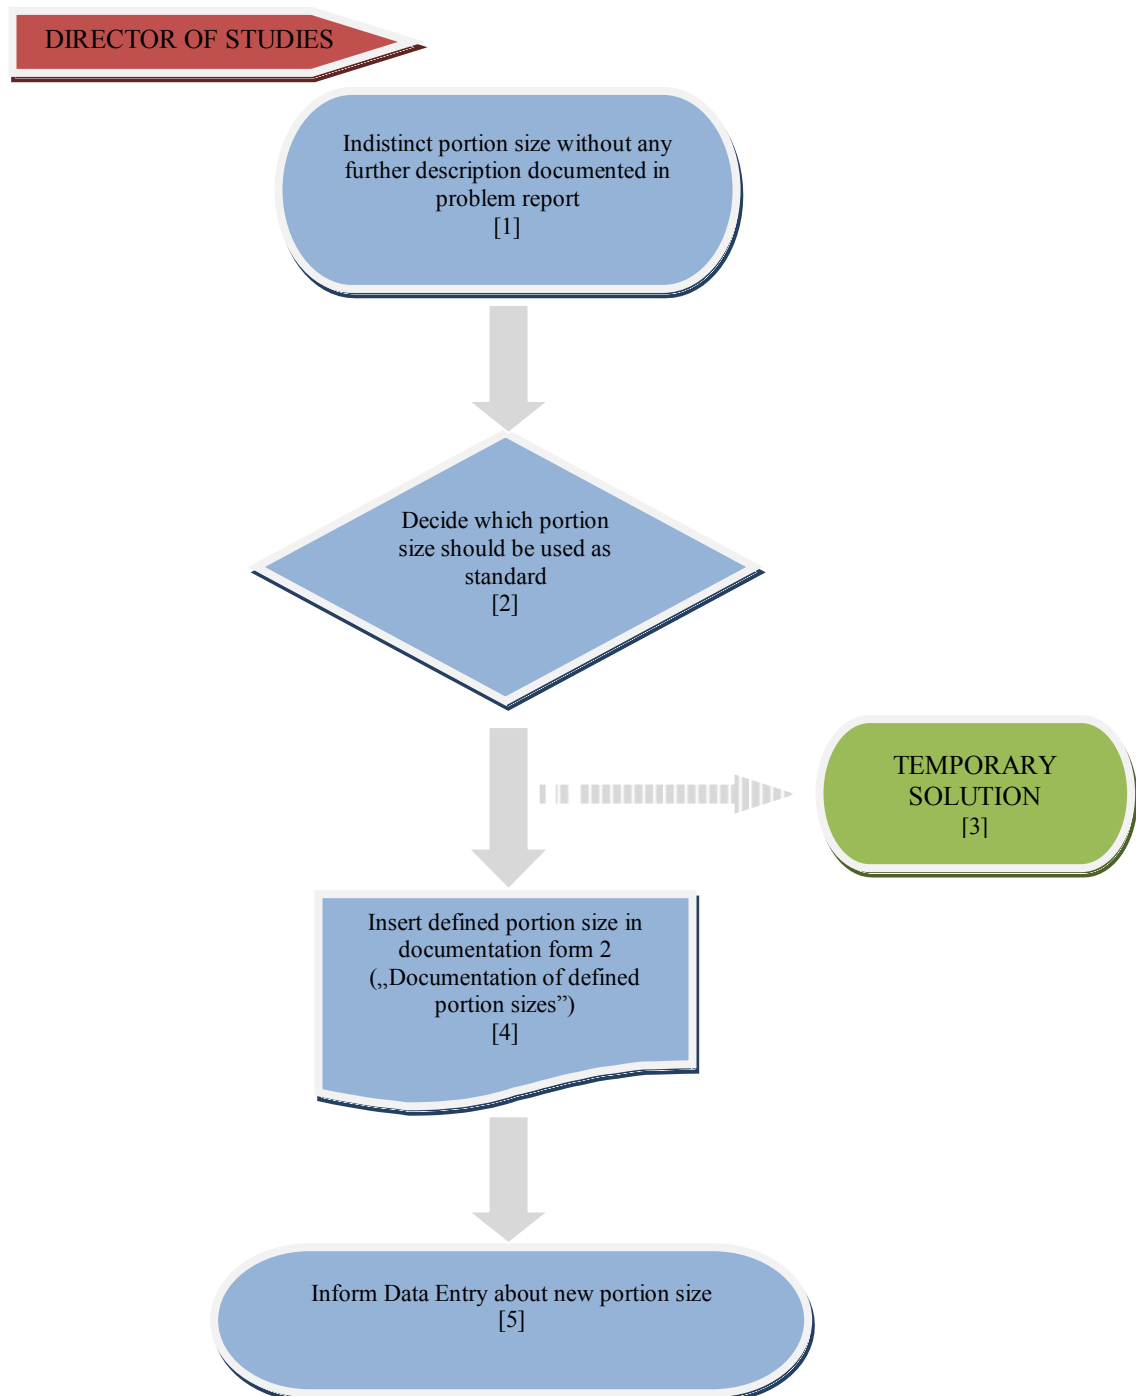 DIRECTOR OF STUDIES
Indistinct portion size without any
further description documented in
problem report
[1]
Decide which portion
size should be used as
standard
[2]
TEMPORARY
SOLUTION
[3]
Insert defined portion size in
documentation form 2
(„Documentation of defined
portion sizes”)
[4]
Inform Data Entry about new portion size
[5]